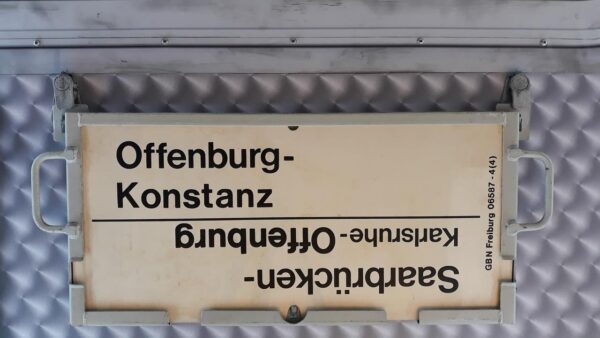 Offenburg-
Konstanz
Saarbrücken-
Karlsruhe-Offenburg
GBN Freiburg 06587 - 4(4)